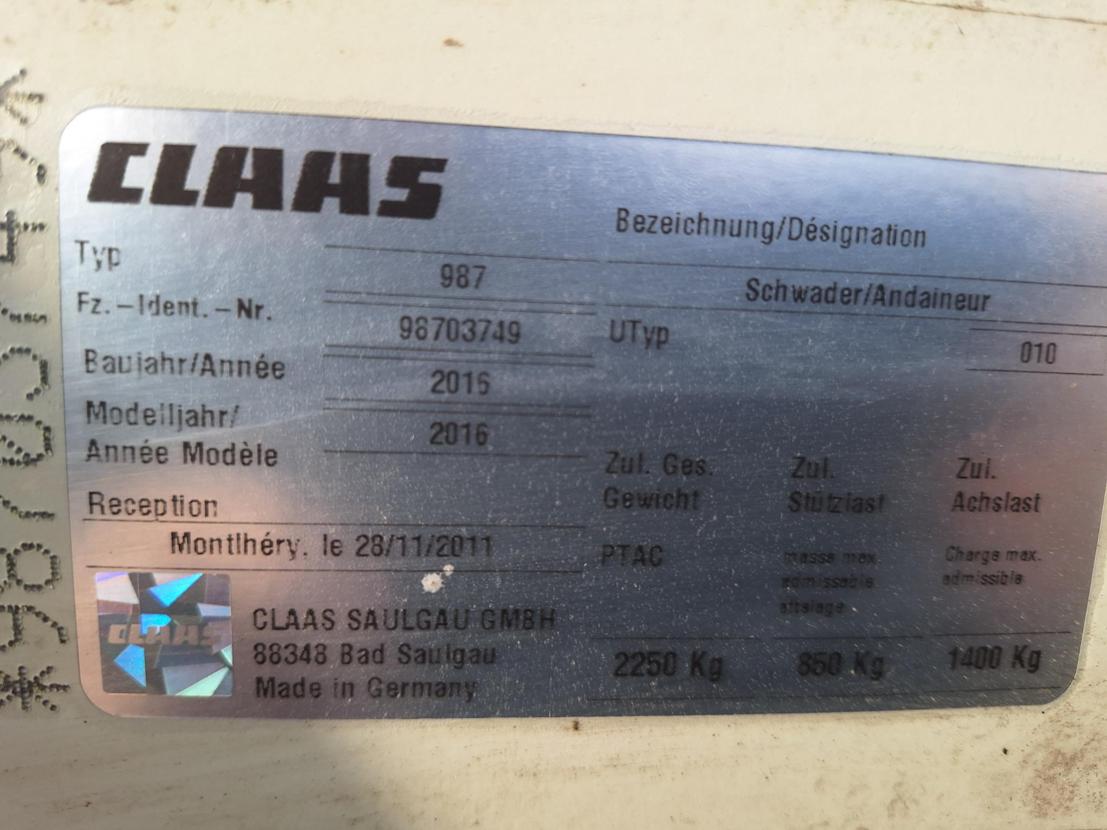 CLAAS
Bezeichnung/Désignation
Typ 987 Schwader/Andaineur
Fz.-Ident.-Nr. 98703749 UTyp 010
Baujahr/Année 2016
Modelljahr/
Année Modèle 2016
Reception
Montlhéry, le 28/11/2011
Zul. Ges. Zul. Zul.
Gewicht Stützlast Achslast
PTAC masse max. Charge max.
admissable admissible
attelage
2250 Kg 850 Kg 1400 Kg
CLAAS
CLAAS SAULGAU GMBH
88348 Bad Saulgau
Made in Germany